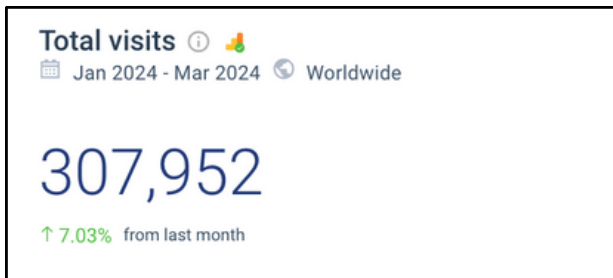 Total visits
Jan 2024 - Mar 2024 Worldwide
307,952
↑ 7.03% from last month